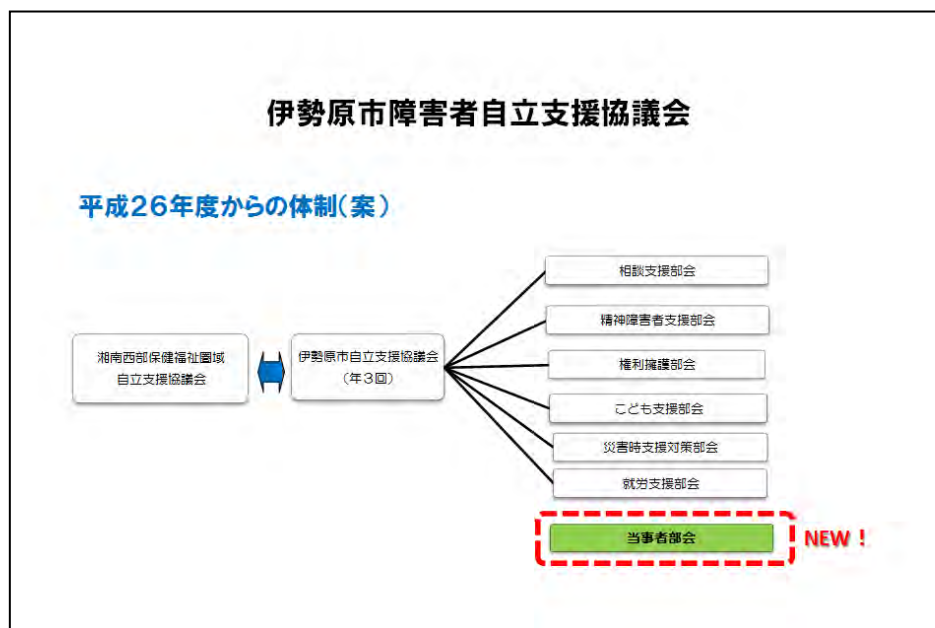 伊勢原市障害者自立支援協議会
平成26年度からの体制(案)
相談支援部会
精神障害者支援部会
湘南西部保健福祉圏域
自立支援協議会
伊勢原市自立支援協議会
(年3回)
権利擁護部会
こども支援部会
災害時支援対策部会
就労支援部会
当事者部会
NEW!